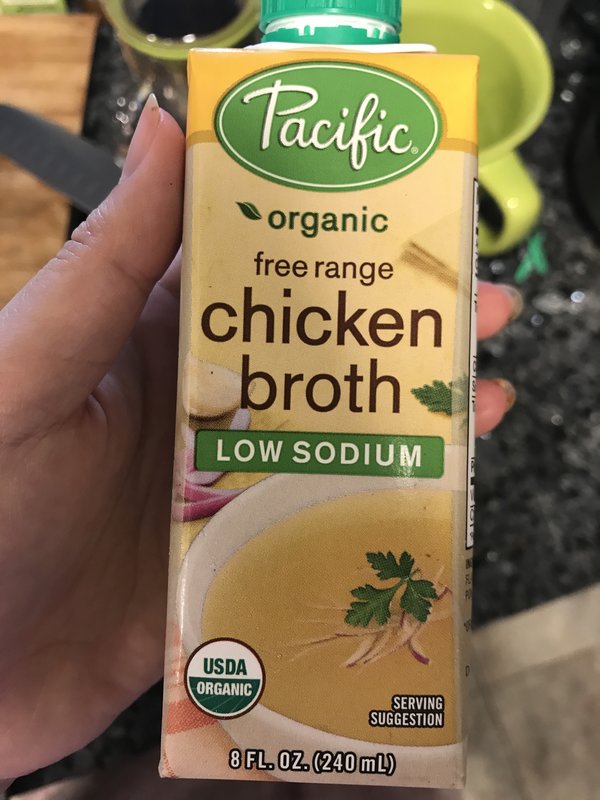 Pacific®
organic
free range
chicken
broth
LOW SODIUM
USDA
ORGANIC
SERVING
SUGGESTION
8 FL. OZ. (240 mL)